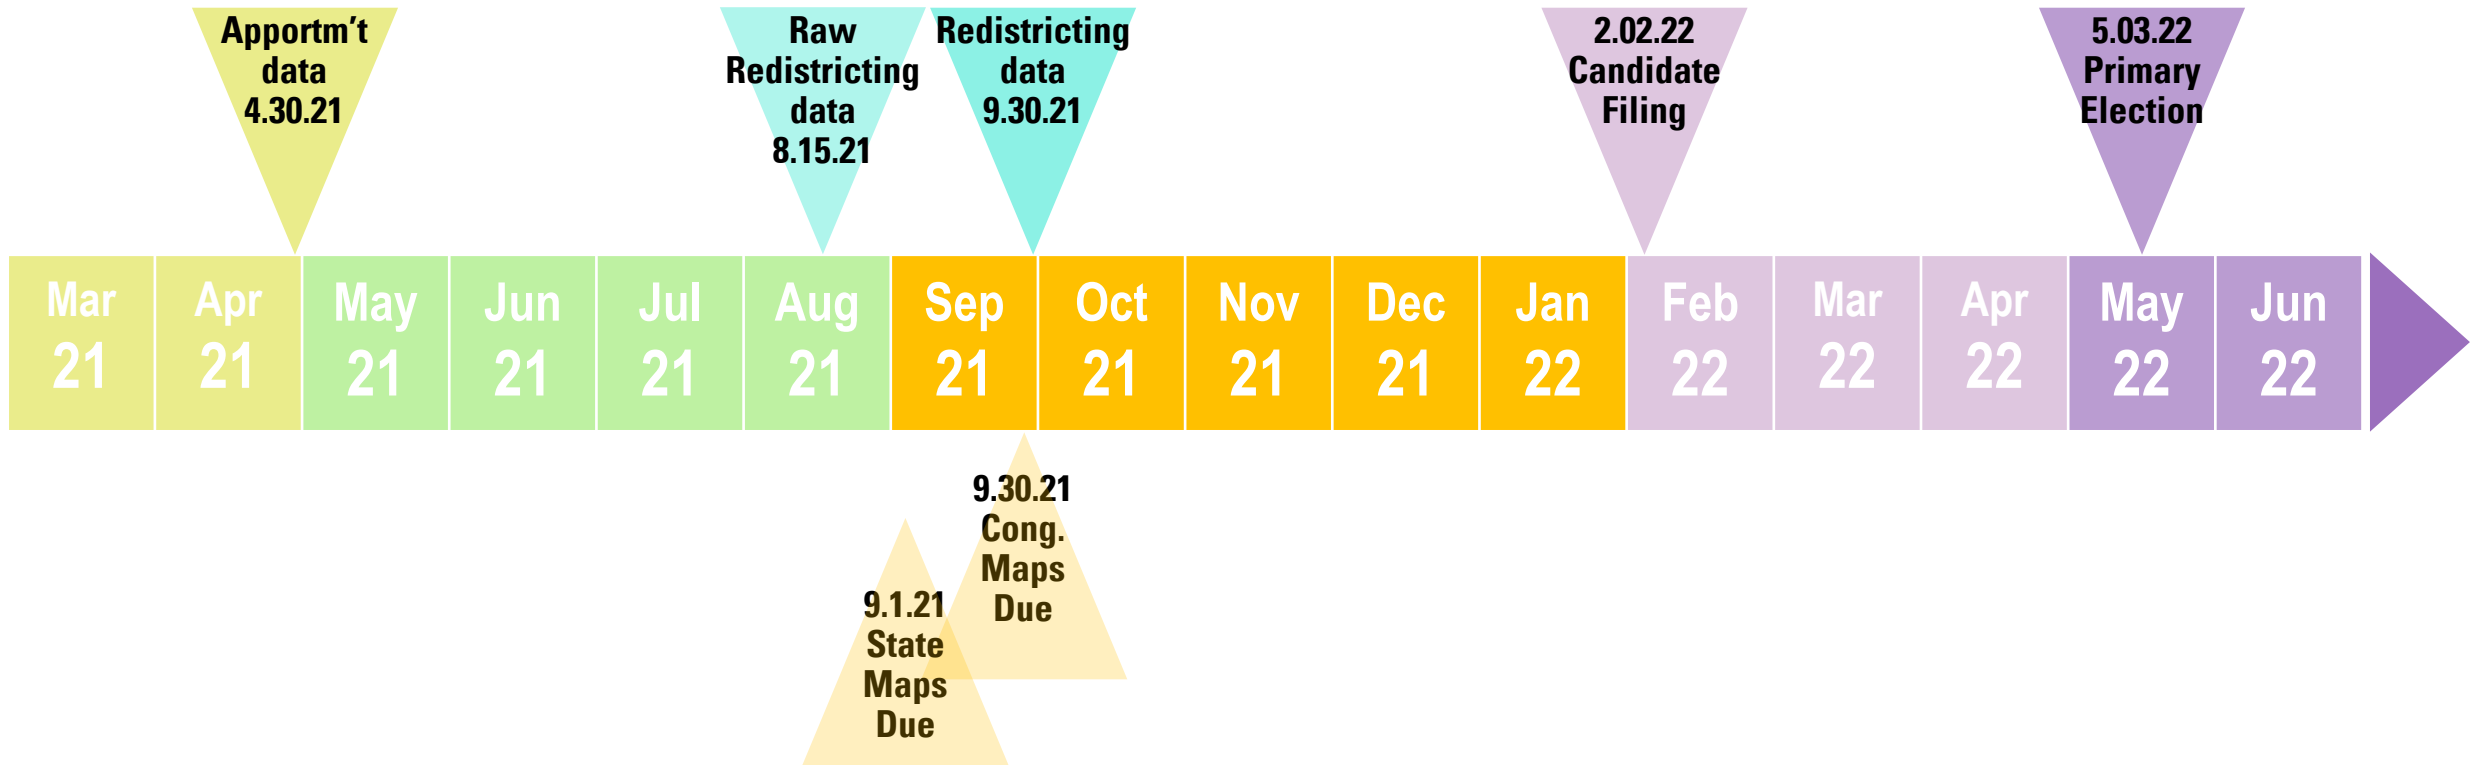 Apportm't
data
4.30.21
Raw
Redistricting
data
8.15.21
Redistricting
data
9.30.21
2.02.22
Candidate
Filing
5.03.22
Primary
Election
Mar
21
Apr
21
May
21
Jun
21
Jul
21
Aug
21
Sep
21
Oct
21
Nov
21
Dec
21
Jan
22
Feb
22
Mar
22
Apr
22
May
22
Jun
22
9.30.21
Cong.
Maps
Due
9.1.21
State
Maps
Due